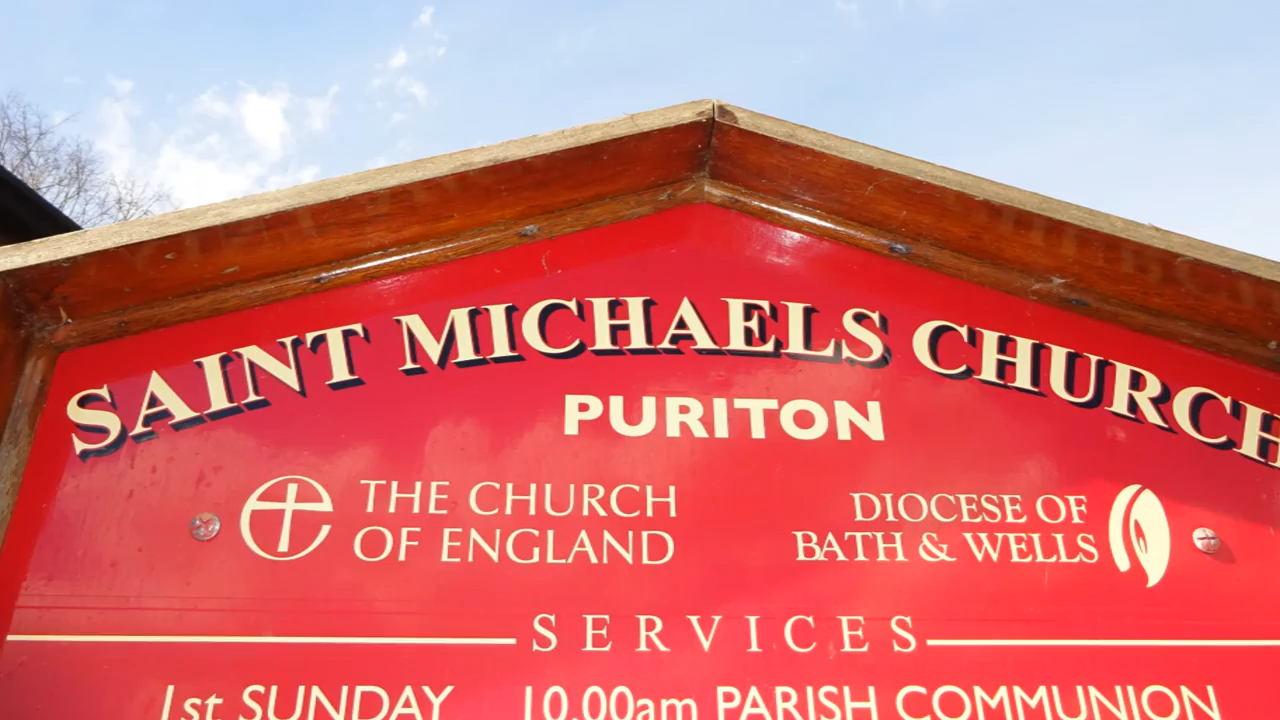 SAINT MICHAELS CHURCH
PURITON
THE CHURCH
OF ENGLAND
DIOCESE OF
BATH & WELLS
SERVICES
1st SUNDAY 10.00am PARISH COMMUNION